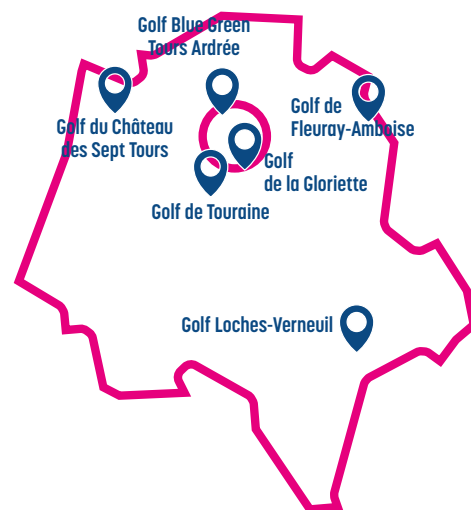 Golf Blue Green
Tours Ardrée
Golf du Château
des Sept Tours
Golf de
Fleuray-Amboise
Golf
de la Gloriette
Golf de Touraine
Golf Loches-Verneuil